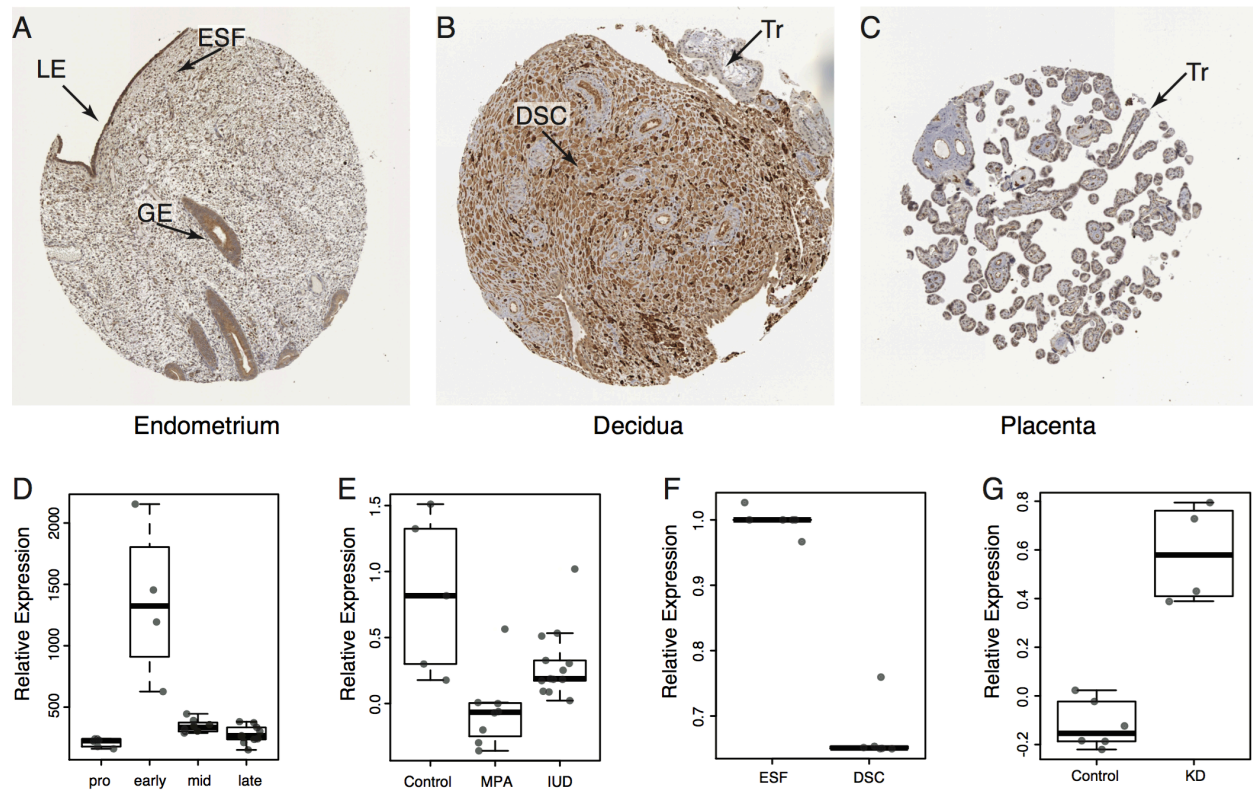 A
ESF
LE
GE
Endometrium
B
Tr
DSC
Decidua
C
Tr
Placenta
D
Relative Expression
2000
1500
1000
500
pro early mid late
E
Relative Expression
1.5
1.0
0.5
0.0
Control MPA IUD
F
Relative Expression
1.0
0.9
0.8
0.7
ESF DSC
G
Relative Expression
0.8
0.6
0.4
0.2
0.0
-0.2
Control KD